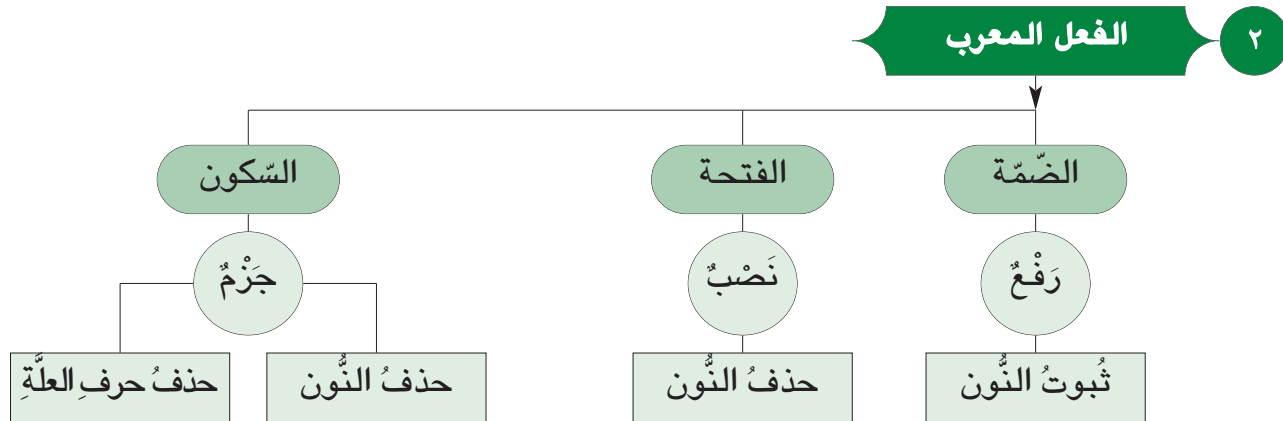 ٢
الفعل المعرب
الضّمّة
الفتحة
السّكون
رَفْعٌ
نَصْبٌ
جَزْمٌ
ثُبوتُ النُّون
حذفُ النُّون
حذفُ النُّون
حذفُ حرفِ العلَّةِ